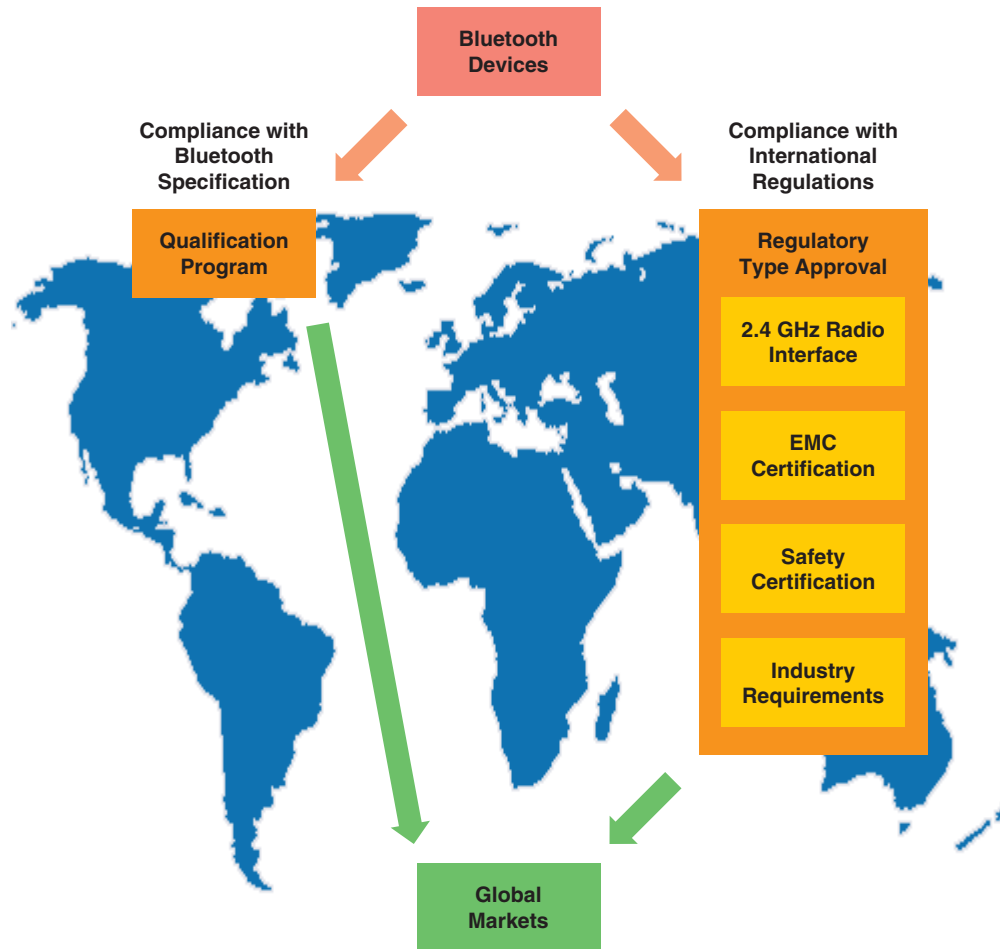 Bluetooth
Devices
Compliance with
Bluetooth
Specification
Compliance with
International
Regulations
Qualification
Program
Regulatory
Type Approval
2.4 GHz Radio
Interface
EMC
Certification
Safety
Certification
Industry
Requirements
Global
Markets